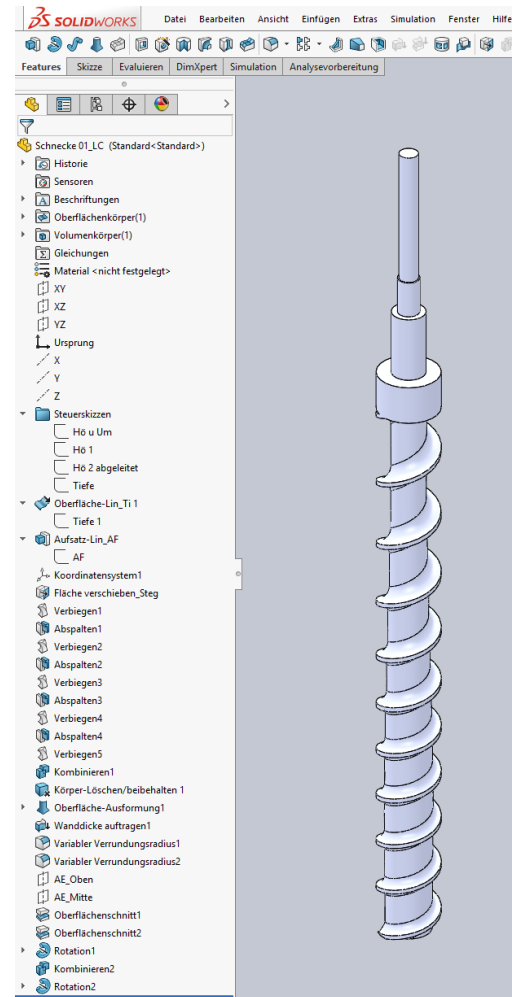 SOLIDWORKS Datei Bearbeiten Ansicht Einfügen Extras Simulation Fenster Hilfe
Features Skizze Evaluieren DimXpert Simulation Analysevorbereitung
Schnecke 01_LC (Standard<Standard>)
Historie
Sensoren
Beschriftungen
Oberflächenkörper(1)
Volumenkörper(1)
Gleichungen
Material <nicht festgelegt>
XY
XZ
YZ
Ursprung
X
Y
Z
Steuerskizzen
Hö u Um
Hö 1
Hö 2 abgeleitet
Tiefe
Oberfläche-Lin_Ti 1
Tiefe 1
Aufsatz-Lin_AF
AF
Koordinatensystem1
Fläche verschieben_Steg
Verbiegen1
Abspalten1
Verbiegen2
Abspalten2
Verbiegen3
Abspalten3
Verbiegen4
Abspalten4
Verbiegen5
Kombinieren1
Körper-Löschen/beibehalten 1
Oberfläche-Ausformung1
Wanddicke auftragen1
Variabler Verrundungsradius1
Variabler Verrundungsradius2
AE_Oben
AE_Mitte
Oberflächenschnitt1
Oberflächenschnitt2
Rotation1
Kombinieren2
Rotation2